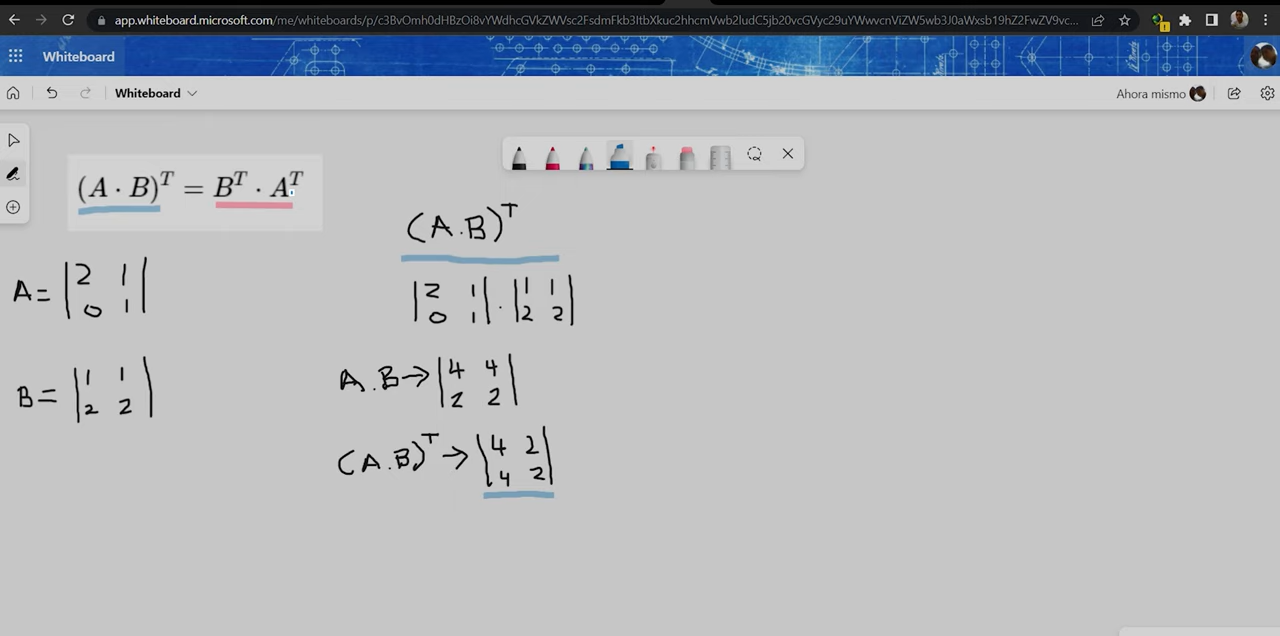 Whiteboard
Whiteboard
Ahora mismo
(A · B)^T = B^T · A^T
A = | 2 1 |
| 0 1 |
B = | 1 1 |
| 2 2 |
(A.B)^T
| 2 1 | . | 1 1 |
| 0 1 | | 2 2 |
A.B → | 4 4 |
| 2 2 |
(A.B)^T → | 4 2 |
| 4 2 |